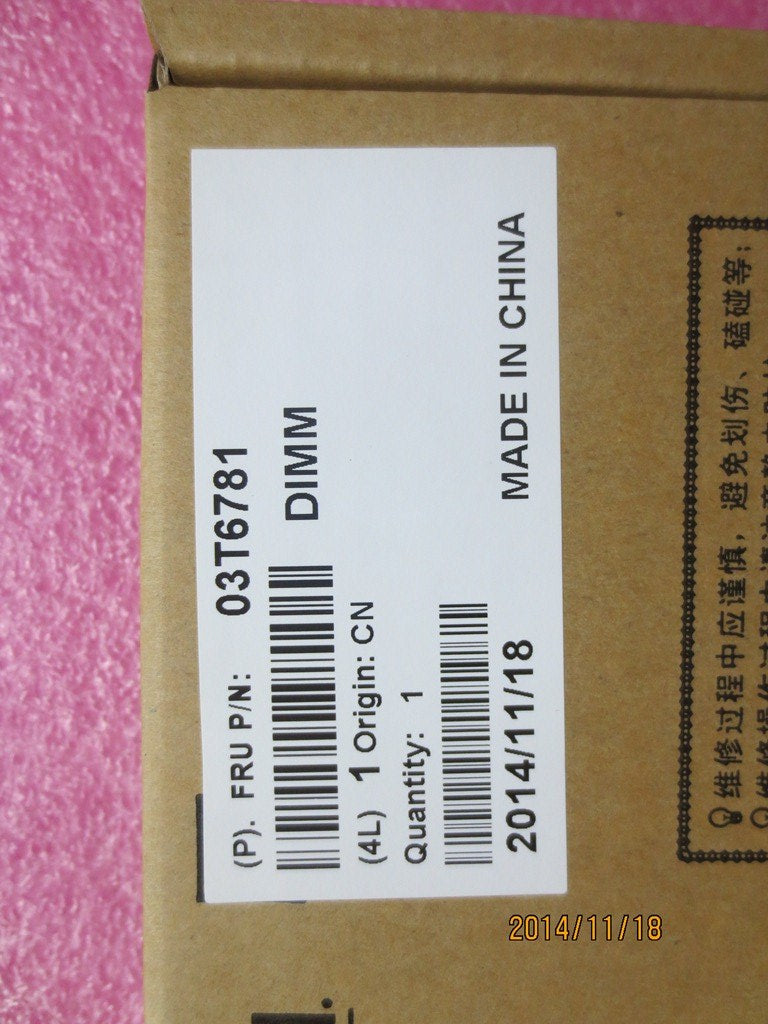 (P). FRU P/N: 03T6781
DIMM
(4L) 1 Origin: CN
Quantity: 1
2014/11/18 MADE IN CHINA
维修过程中应谨慎，避免划伤、磕碰等；
2014/11/18